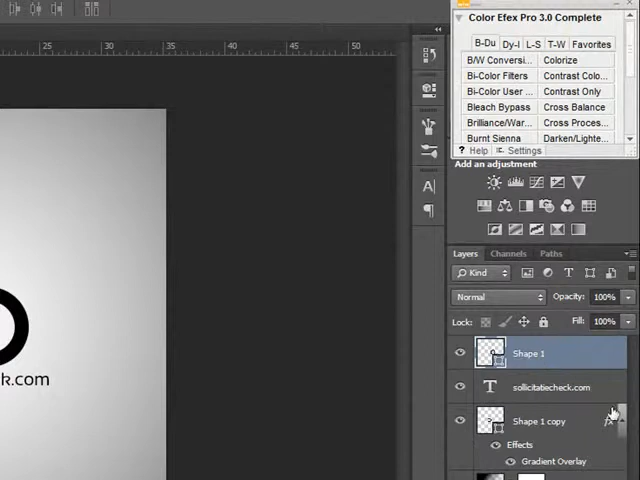 Color Efex Pro 3.0 Complete
B-Du Dy-I L-S T-W Favorites
B/W Conversi... Colorize
Bi-Color Filters Contrast Colo...
Bi-Color User ... Contrast Only
Bleach Bypass Cross Balance
Brilliance/War... Cross Proces...
Burnt Sienna Darken/Lighte...
? Help Settings
Add an adjustment
25 30 35 40 45 50
Layers Channels Paths
Kind
Normal Opacity: 100%
Lock: Fill: 100%
Shape 1
T sollicitatiecheck.com
Shape 1 copy fx
Effects
Gradient Overlay
k.com